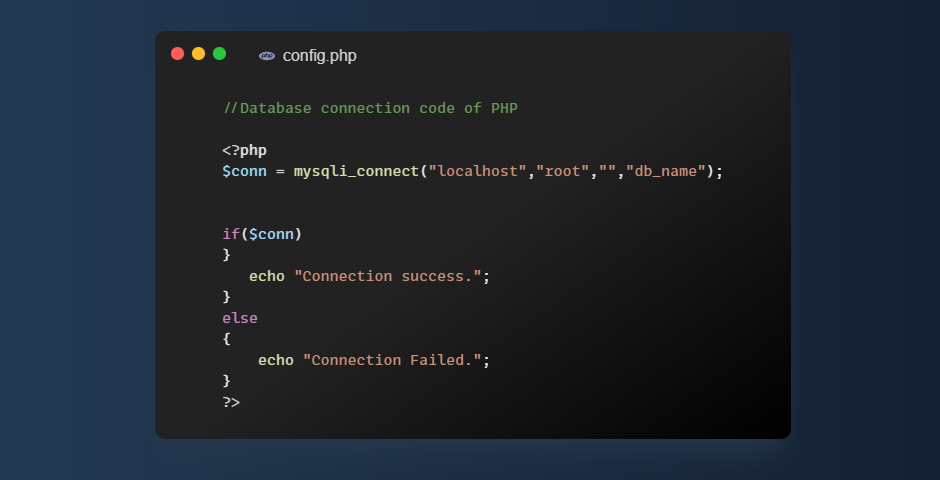 config.php
//Database connection code of PHP
<?php
$conn = mysqli_connect("localhost","root","","db_name");
if($conn)
}
echo "Connection success.";
}
else
{
echo "Connection Failed.";
}
?>